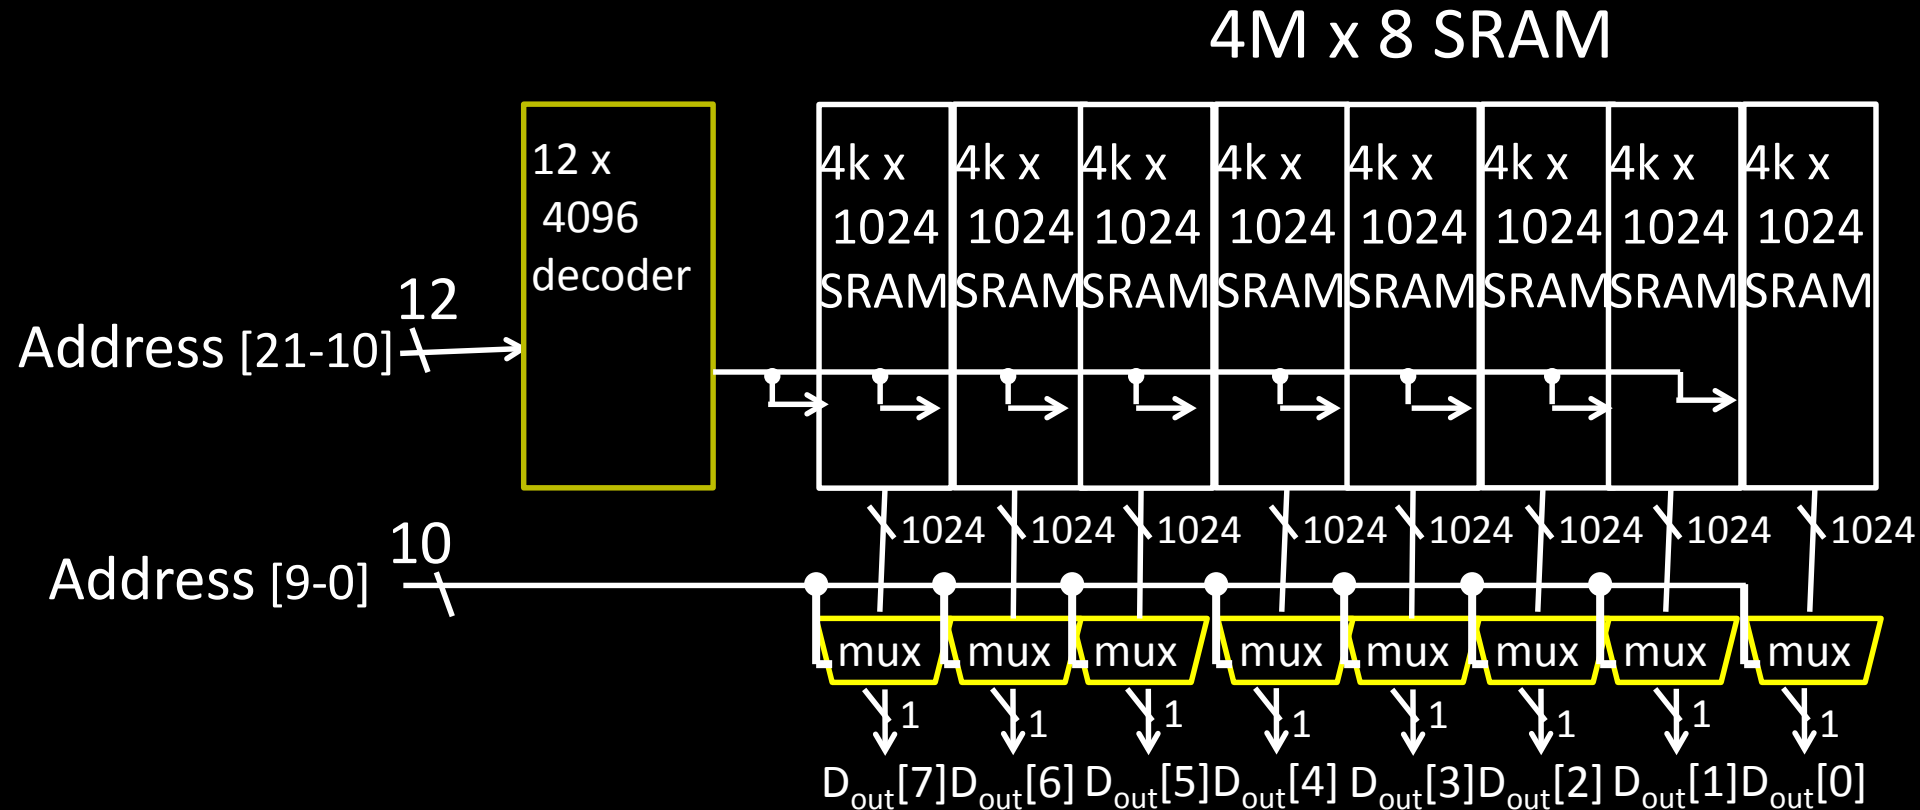 4M x 8 SRAM
12 x
4096
decoder
4k x
1024
SRAM
4k x
1024
SRAM
4k x
1024
SRAM
4k x
1024
SRAM
4k x
1024
SRAM
4k x
1024
SRAM
4k x
1024
SRAM
4k x
1024
SRAM
12
Address [21-10]
1024 1024 1024 1024 1024 1024 1024 1024
10
Address [9-0]
mux mux mux mux mux mux mux mux
1 1 1 1 1 1 1 1
Dout[7] Dout[6] Dout[5] Dout[4] Dout[3] Dout[2] Dout[1] Dout[0]